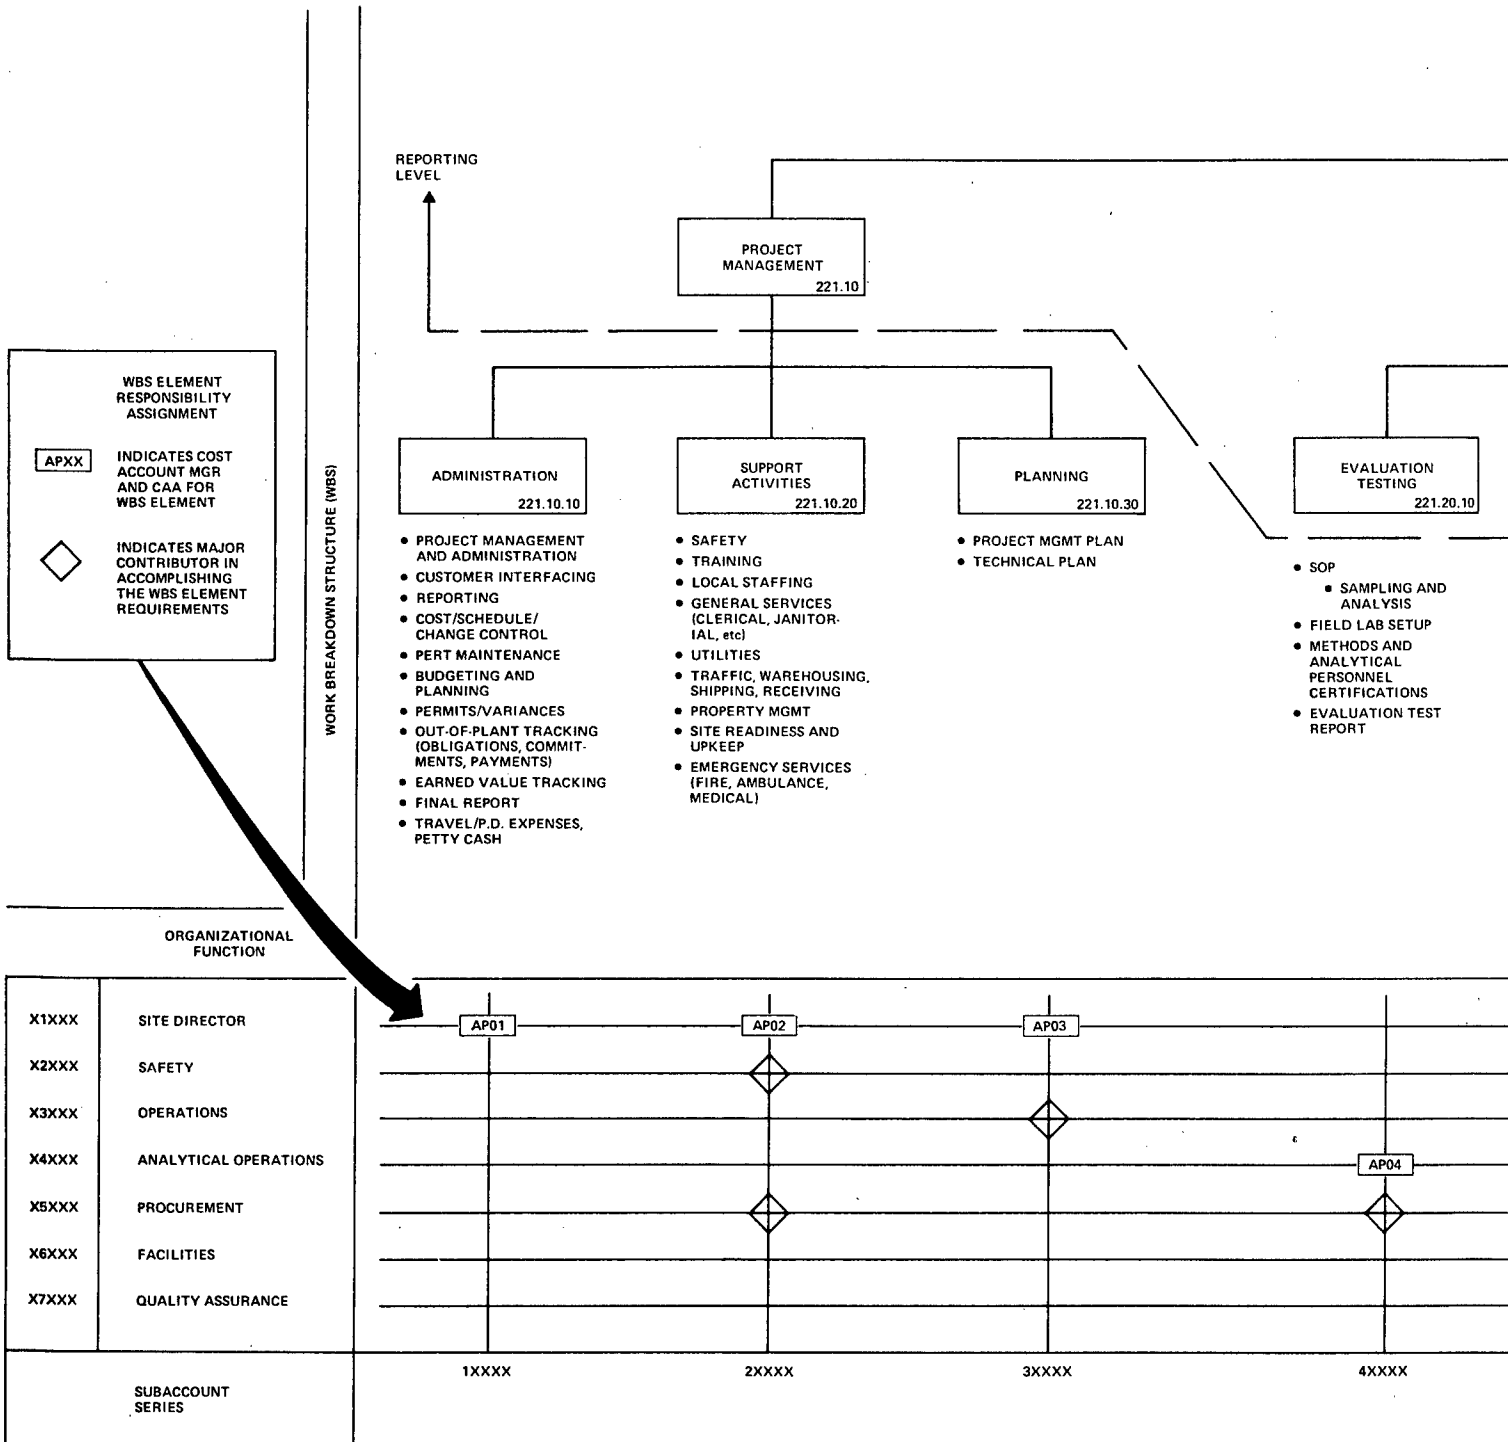 REPORTING
LEVEL
PROJECT
MANAGEMENT
221.10
WBS ELEMENT
RESPONSIBILITY
ASSIGNMENT
APXX
INDICATES COST
ACCOUNT MGR
AND CAA FOR
WBS ELEMENT
INDICATES MAJOR
CONTRIBUTOR IN
ACCOMPLISHING
THE WBS ELEMENT
REQUIREMENTS
WORK BREAKDOWN STRUCTURE (WBS)
ADMINISTRATION
221.10.10
• PROJECT MANAGEMENT
AND ADMINISTRATION
• CUSTOMER INTERFACING
• REPORTING
• COST/SCHEDULE/
CHANGE CONTROL
• PERT MAINTENANCE
• BUDGETING AND
PLANNING
• PERMITS/VARIANCES
• OUT-OF-PLANT TRACKING
(OBLIGATIONS, COMMIT-
MENTS, PAYMENTS)
• EARNED VALUE TRACKING
• FINAL REPORT
• TRAVEL/P.D. EXPENSES,
PETTY CASH
SUPPORT
ACTIVITIES
221.10.20
• SAFETY
• TRAINING
• LOCAL STAFFING
• GENERAL SERVICES
(CLERICAL, JANITOR-
IAL, etc)
• UTILITIES
• TRAFFIC, WAREHOUSING,
SHIPPING, RECEIVING
• PROPERTY MGMT
• SITE READINESS AND
UPKEEP
• EMERGENCY SERVICES
(FIRE, AMBULANCE,
MEDICAL)
PLANNING
221.10.30
• PROJECT MGMT PLAN
• TECHNICAL PLAN
EVALUATION
TESTING
221.20.10
• SOP
• SAMPLING AND
ANALYSIS
• FIELD LAB SETUP
• METHODS AND
ANALYTICAL
PERSONNEL
CERTIFICATIONS
• EVALUATION TEST
REPORT
ORGANIZATIONAL
FUNCTION
X1XXX SITE DIRECTOR AP01 AP02 AP03
X2XXX SAFETY
X3XXX OPERATIONS
X4XXX ANALYTICAL OPERATIONS AP04
X5XXX PROCUREMENT
X6XXX FACILITIES
X7XXX QUALITY ASSURANCE
SUBACCOUNT
SERIES
1XXXX 2XXXX 3XXXX 4XXXX